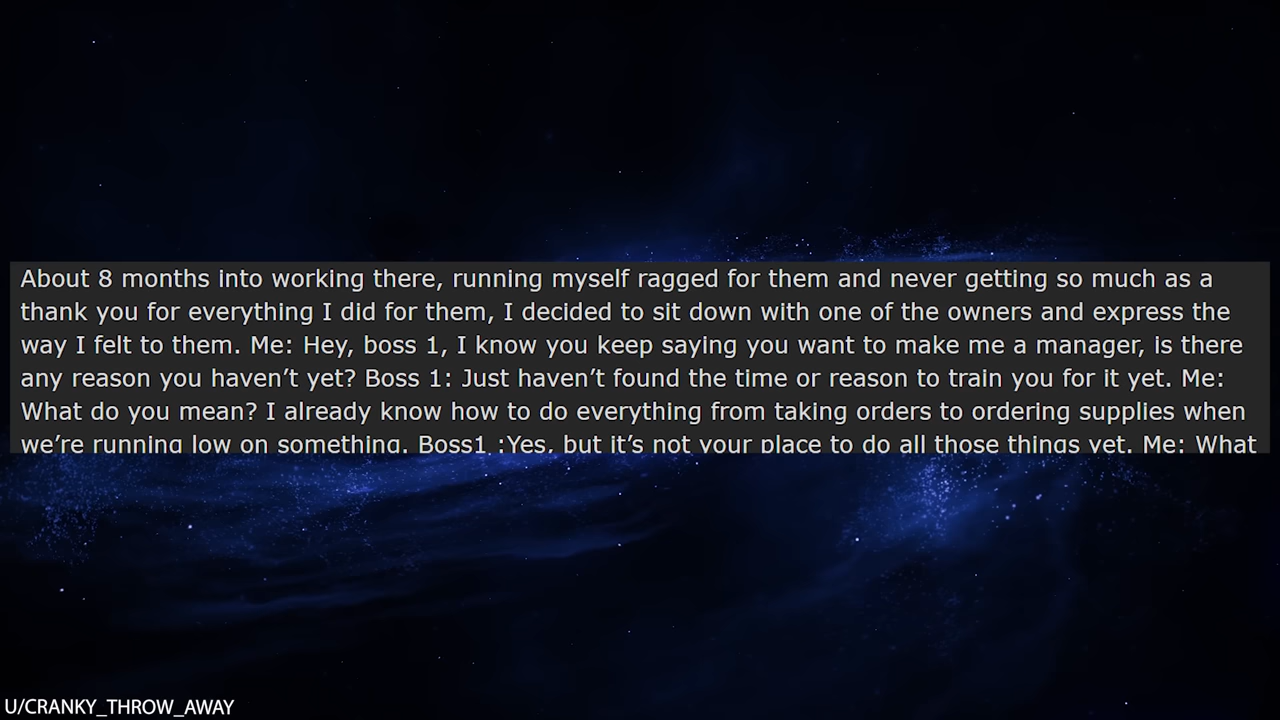 About 8 months into working there, running myself ragged for them and never getting so much as a
thank you for everything I did for them, I decided to sit down with one of the owners and express the
way I felt to them. Me: Hey, boss 1, I know you keep saying you want to make me a manager, is there
any reason you haven’t yet? Boss 1: Just haven’t found the time or reason to train you for it yet. Me:
What do you mean? I already know how to do everything from taking orders to ordering supplies when
we’re running low on something. Boss1 :Yes, but it’s not your place to do all those things yet. Me: What
U/CRANKY_THROW_AWAY